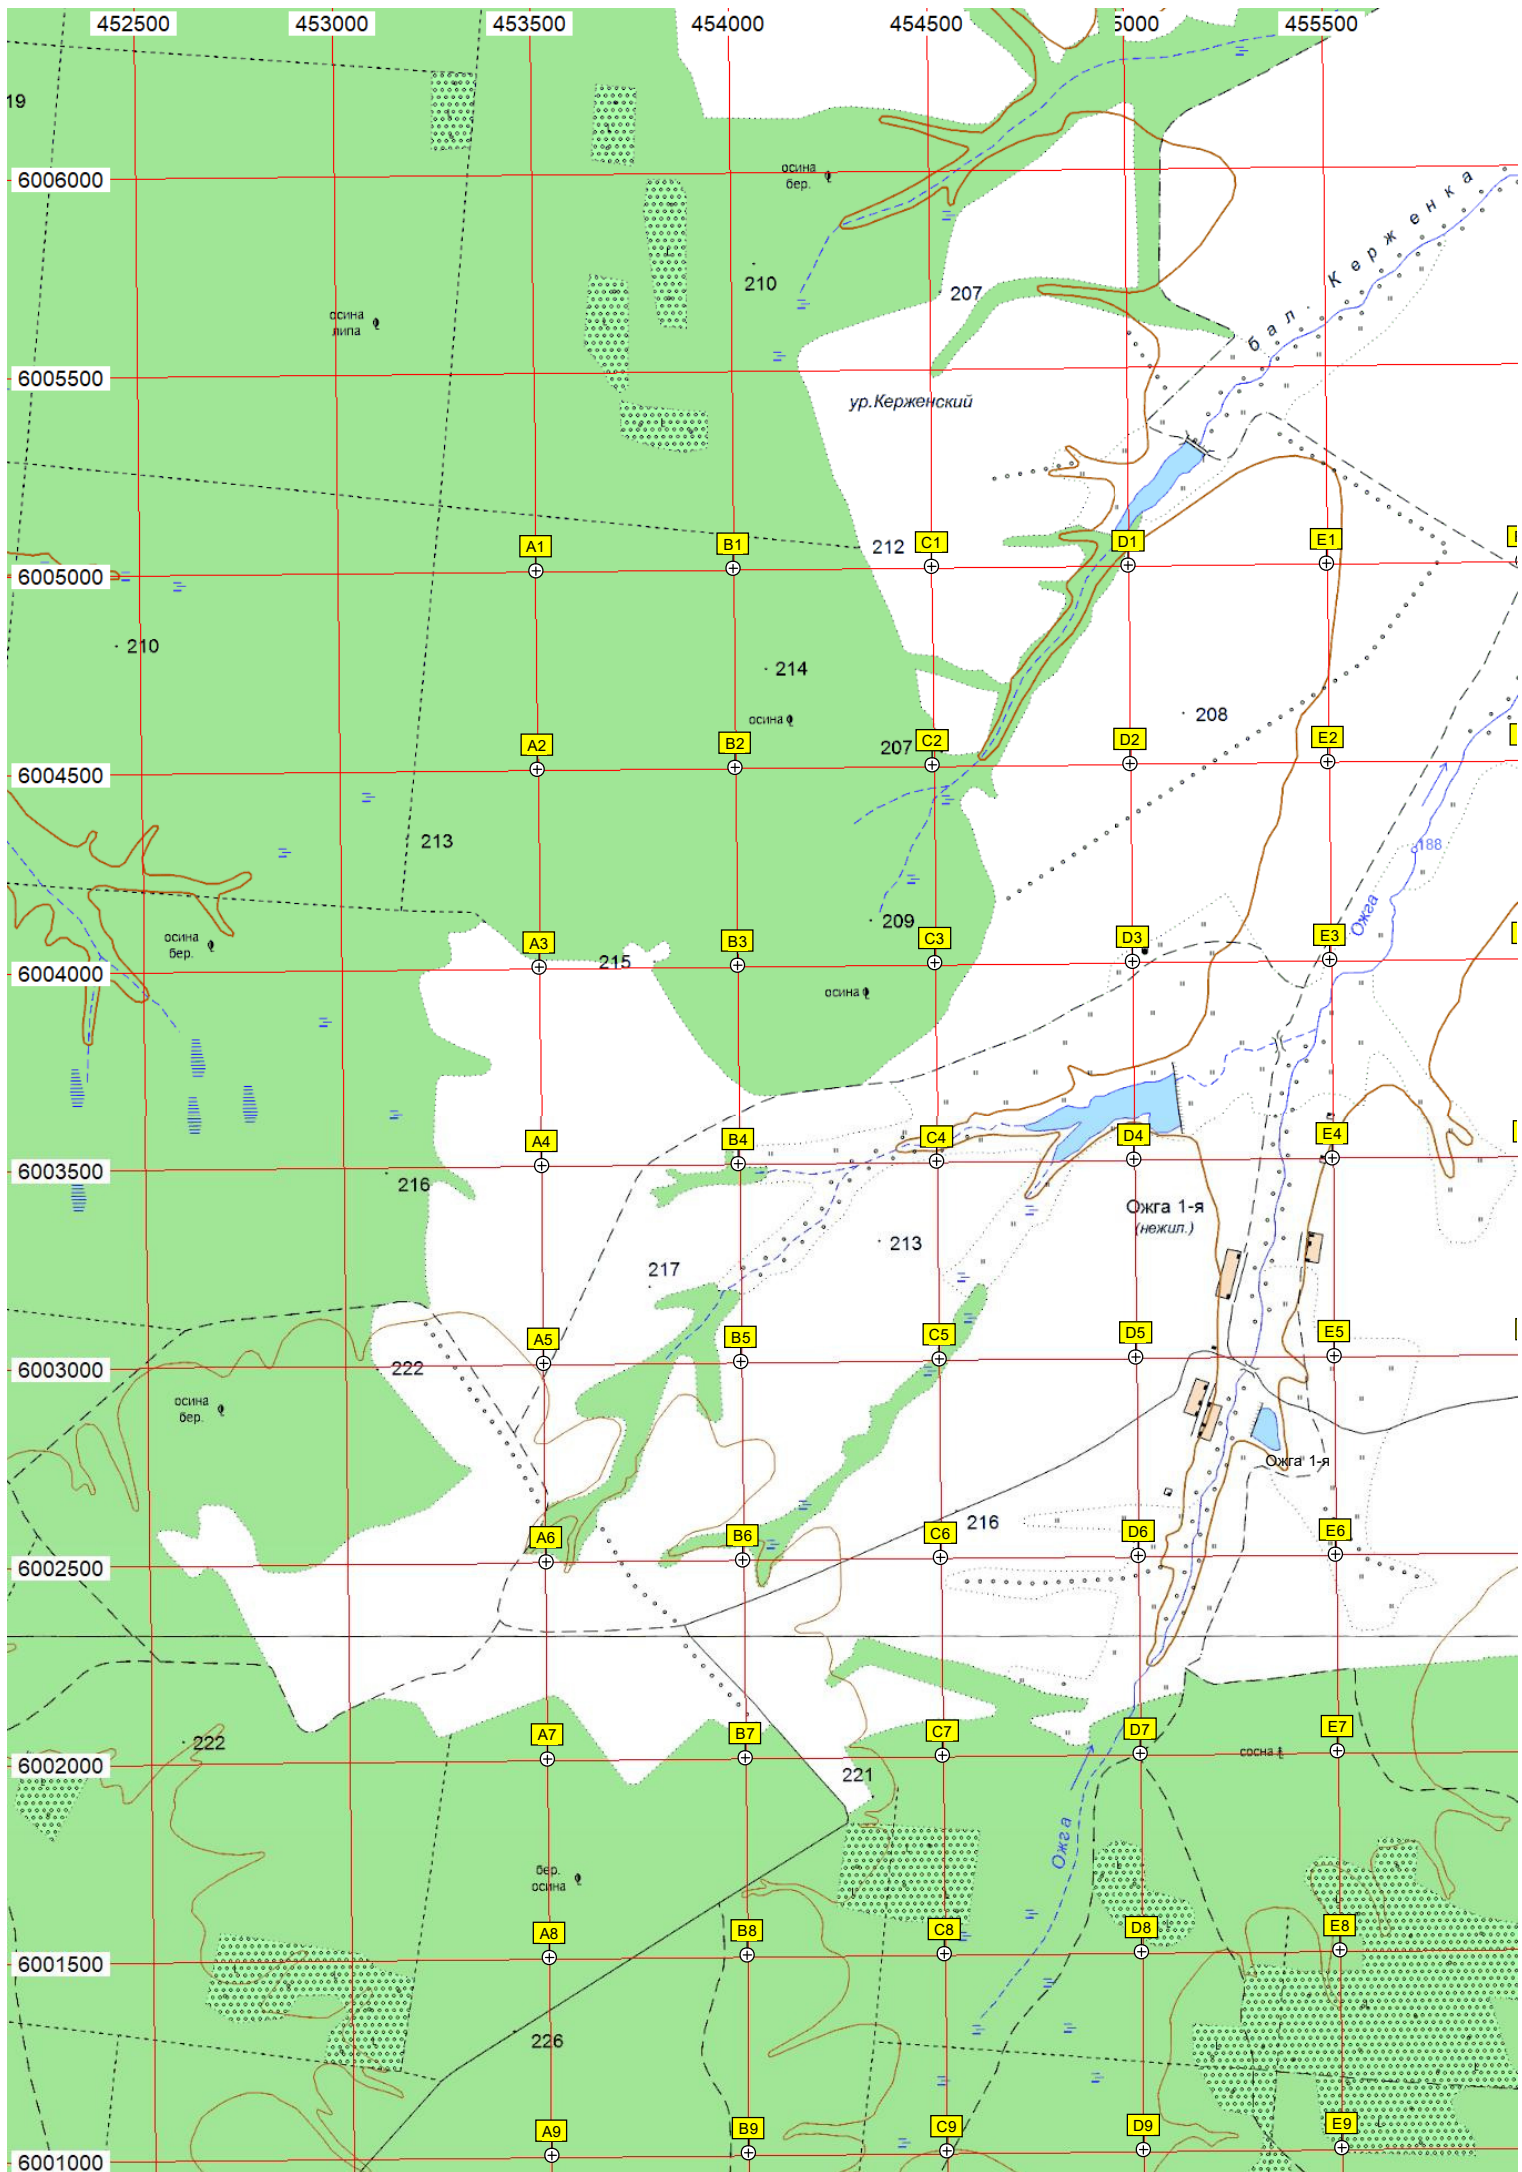 452500 453000 453500 454000 454500 5000 455500
19
осина
бер.
6006000
бал. Керженка
210
207
осина
липа
6005500
ур.Керженский
A1 B1 212 C1 D1 E1
6005000
210
214
208
осина
A2 B2 207 C2 D2 E2
6004500
213
188
Ожга
209
осина
бер.
A3 B3 C3 D3 E3
215
6004000
осина
A4 B4 C4 D4 E4
6003500
216
Ожга 1-я
(нежил.)
213
217
A5 B5 C5 D5 E5
6003000
222
осина
бер.
Ожга 1-я
216
A6 B6 C6 D6 E6
6002500
A7 B7 C7 D7 E7
222
сосна
6002000
221
Ожга
бер.
осина
A8 B8 C8 D8 E8
6001500
226
A9 B9 C9 D9 E9
6001000